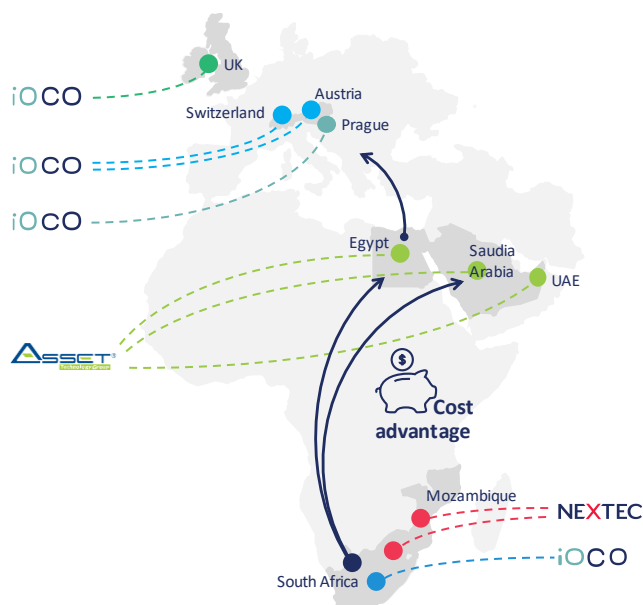 UK
iOCO
Austria
Switzerland
Prague
iOCO
iOCO
Egypt
Saudia
Arabia
UAE
ASSET®
Technology Group
$
Cost
advantage
Mozambique
NEXTEC
iOCO
South Africa